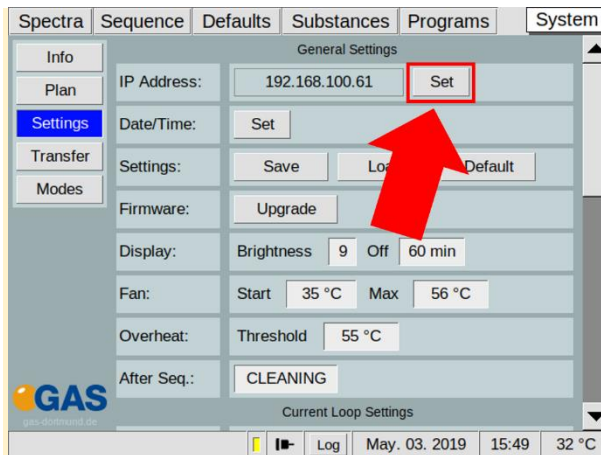 Spectra Sequence Defaults Substances Programs System
Info
Plan
Settings
Transfer
Modes
General Settings
IP Address: 192.168.100.61 Set
Date/Time: Set
Settings: Save Default
Firmware: Upgrade
Display: Brightness 9 Off 60 min
Fan: Start 35 °C Max 56 °C
Overheat: Threshold 55 °C
After Seq.: CLEANING
Current Loop Settings
GAS
gas-dortmund.de
Log May. 03. 2019 15:49 32 °C